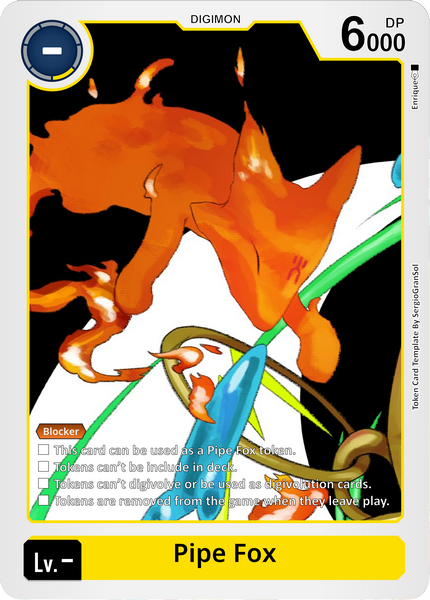 DIGIMON
-
DP
6000
Enrique
Token Card Template By SergioGranSol
Blocker
This card can be used as a Pipe Fox token.
Tokens can't be include in deck.
Tokens can't digivolve or be used as digivolution cards.
Tokens are removed from the game when they leave play.
Lv.-
Pipe Fox